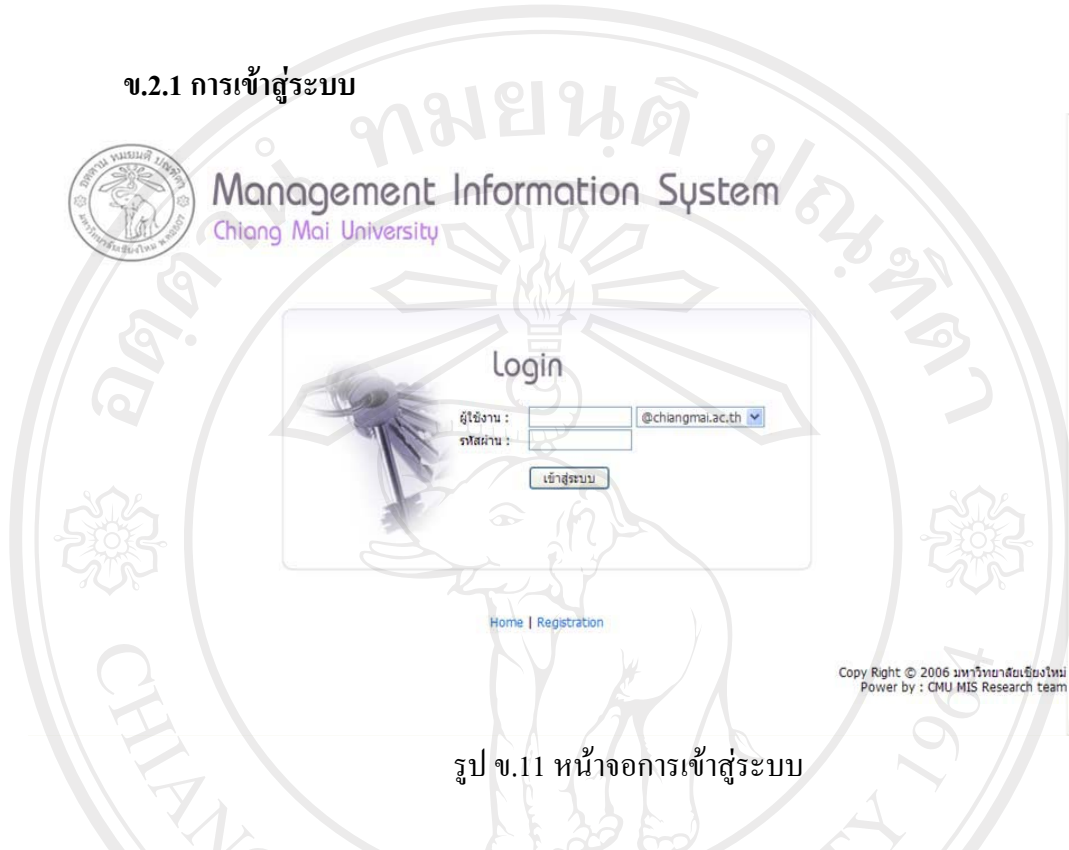 ข.2.1 การเข้าสู่ระบบ
Management Information System
Chiang Mai University
Login
ผู้ใช้งาน :
@chiangmai.ac.th
รหัสผ่าน :
เข้าสู่ระบบ
Home | Registration
Copy Right © 2006 มหาวิทยาลัยเชียงใหม่
Power by : CMU MIS Research team
รูป ข.11 หน้าจอการเข้าสู่ระบบ